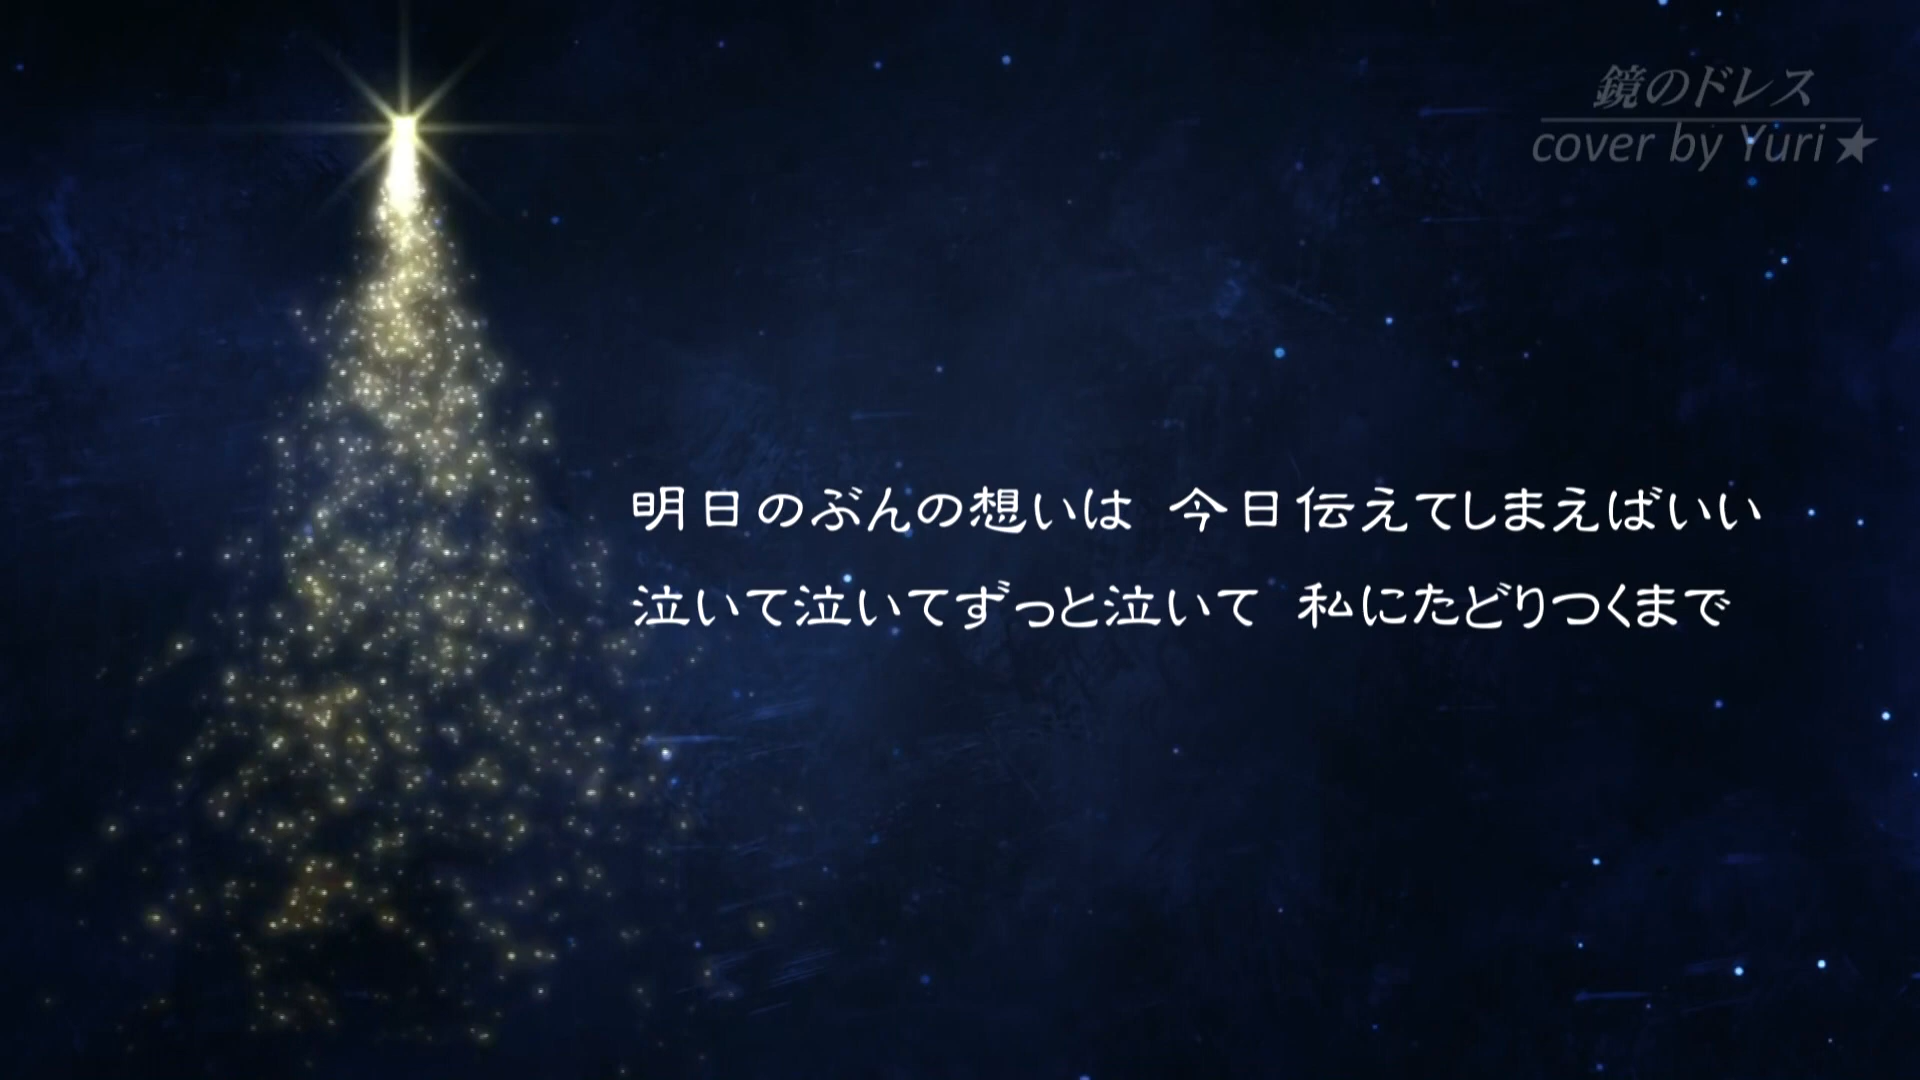 鏡のドレス
cover by Yuri★
明日のぶんの想いは 今日伝えてしまえばいい
泣いて泣いてずっと泣いて 私にたどりつくまで